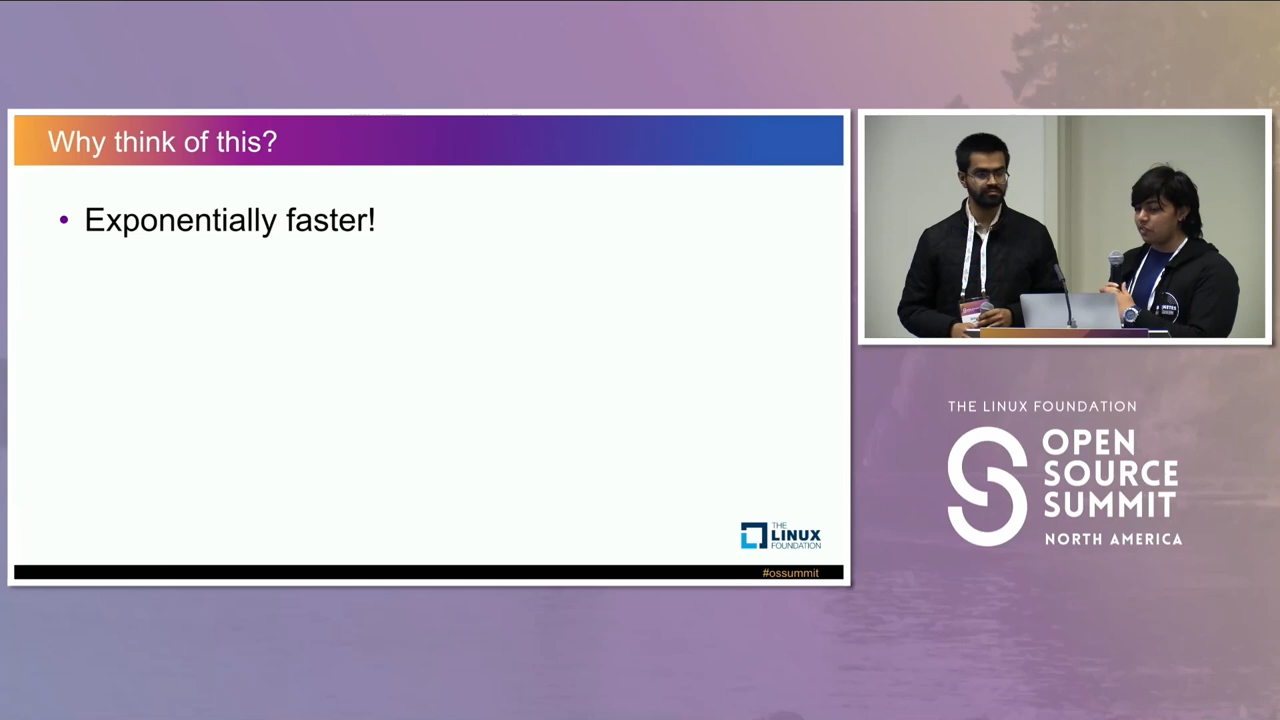 Why think of this?
• Exponentially faster!
THE
LINUX
FOUNDATION
#ossummit
THE LINUX FOUNDATION
OPEN
SOURCE
SUMMIT
NORTH AMERICA